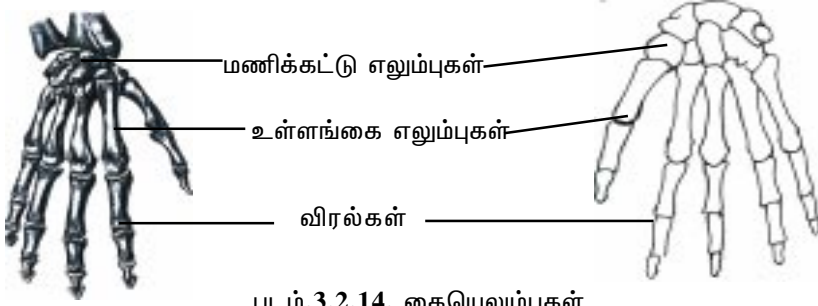 மணிக்கட்டு எலும்புகள்
உள்ளங்கை எலும்புகள்
விரல்கள்
படம் 3.2.14 கையெலும்புகள்